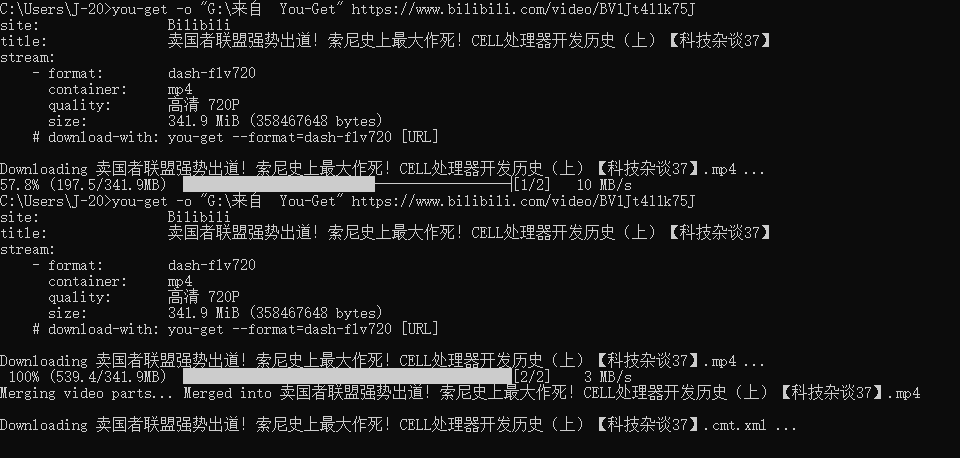 C:\Users\J-20>you-get -o "G:\来自  You-Get" https://www.bilibili.com/video/BV1Jt411k75J
site:                Bilibili
title:               卖国者联盟强势出道！索尼史上最大作死！CELL处理器开发历史（上）【科技杂谈37】
stream:
    - format:        dash-flv720
      container:     mp4
      quality:       高清 720P
      size:          341.9 MiB (358467648 bytes)
    # download-with: you-get --format=dash-flv720 [URL]
Downloading 卖国者联盟强势出道！索尼史上最大作死！CELL处理器开发历史（上）【科技杂谈37】.mp4 ...
57.8% (197.5/341.9MB) [1/2]   10 MB/s
C:\Users\J-20>you-get -o "G:\来自  You-Get" https://www.bilibili.com/video/BV1Jt411k75J
site:                Bilibili
title:               卖国者联盟强势出道！索尼史上最大作死！CELL处理器开发历史（上）【科技杂谈37】
stream:
    - format:        dash-flv720
      container:     mp4
      quality:       高清 720P
      size:          341.9 MiB (358467648 bytes)
    # download-with: you-get --format=dash-flv720 [URL]
Downloading 卖国者联盟强势出道！索尼史上最大作死！CELL处理器开发历史（上）【科技杂谈37】.mp4 ...
 100% (539.4/341.9MB) [2/2]    3 MB/s
Merging video parts... Merged into 卖国者联盟强势出道！索尼史上最大作死！CELL处理器开发历史（上）【科技杂谈37】.mp4
Downloading 卖国者联盟强势出道！索尼史上最大作死！CELL处理器开发历史（上）【科技杂谈37】.cmt.xml ...